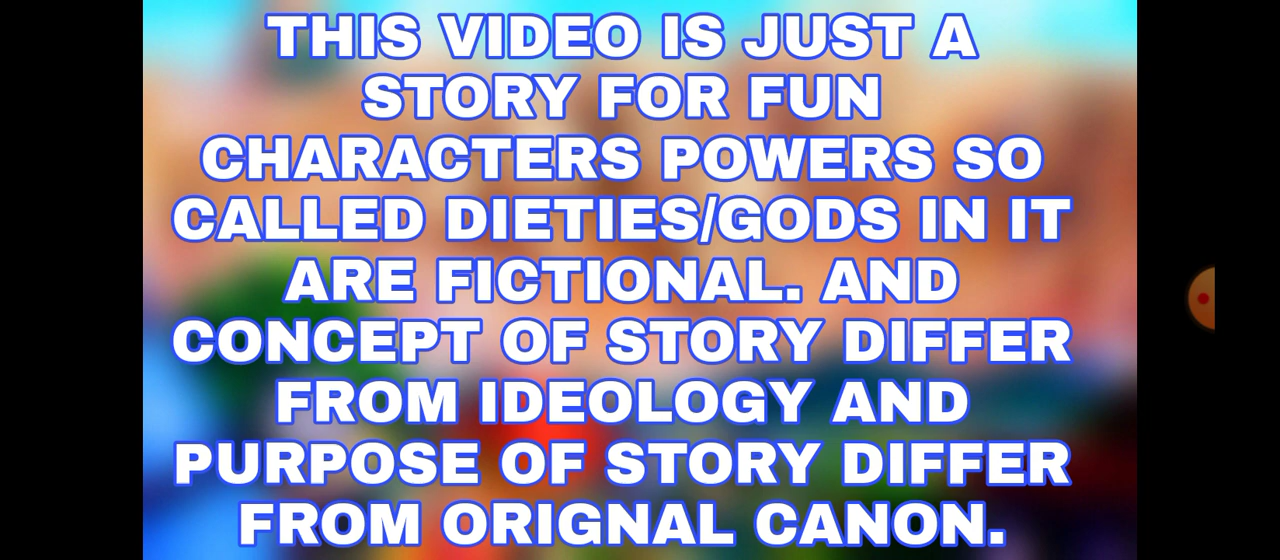 THIS VIDEO IS JUST A
STORY FOR FUN
CHARACTERS POWERS SO
CALLED DIETIES/GODS IN IT
ARE FICTIONAL. AND
CONCEPT OF STORY DIFFER
FROM IDEOLOGY AND
PURPOSE OF STORY DIFFER
FROM ORIGNAL CANON.